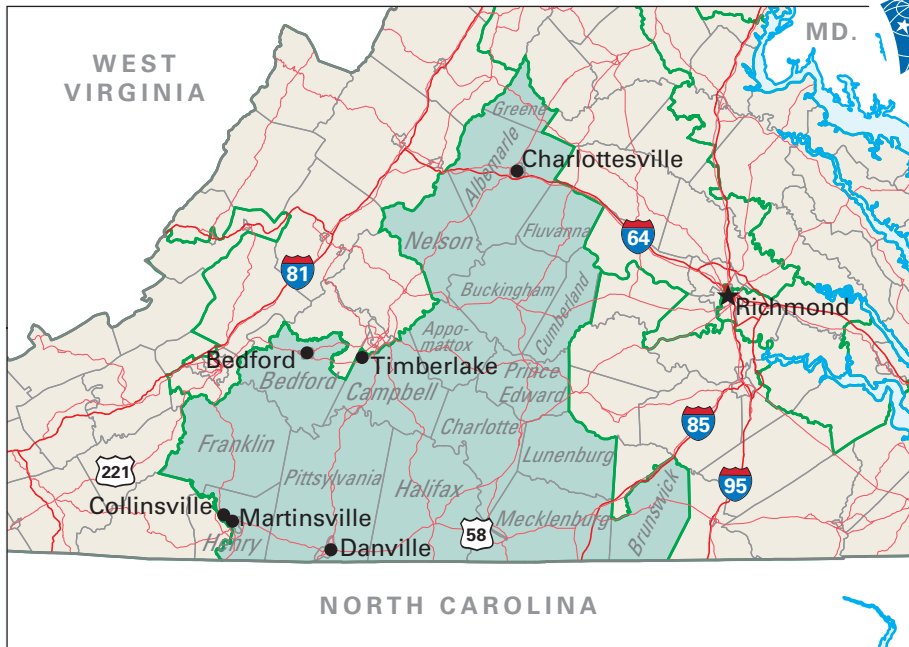 MD.
WEST
VIRGINIA
Greene
Albemarle
Charlottesville
Fluvanna
Nelson
64
81
Buckingham
Cumberland
Richmond
Appo-
mattox
Bedford
Timberlake
Bedford
Campbell
Prince
Edward
Charlotte
85
Franklin
Lunenburg
221
Pittsylvania
95
Halifax
Collinsville
Martinsville
Mecklenburg
Brunswick
58
Henry
Danville
NORTH CAROLINA